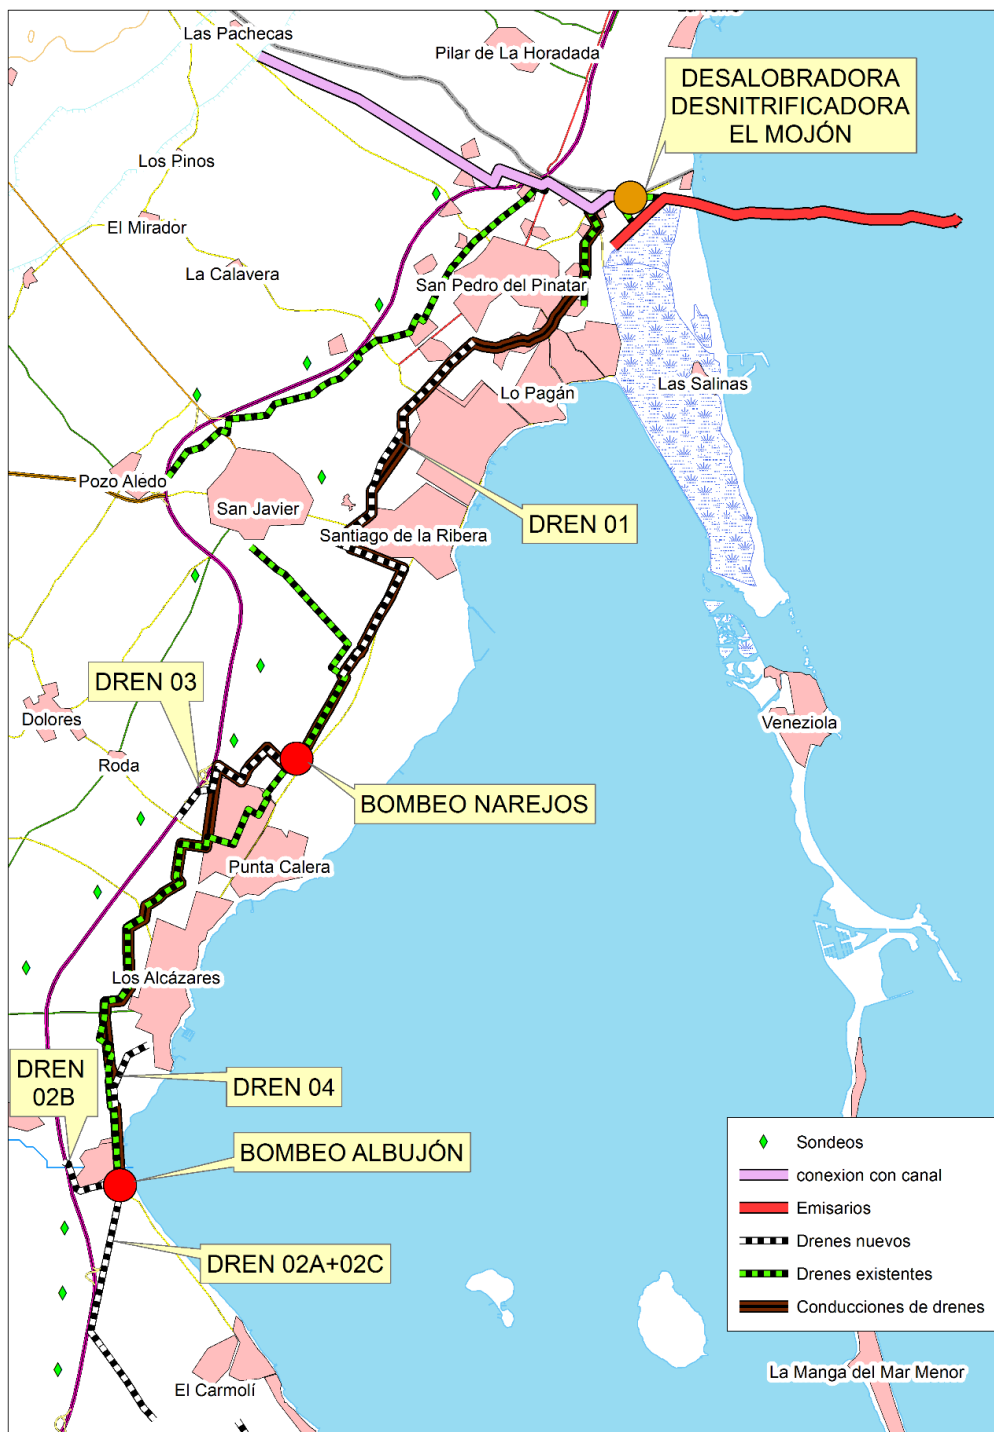 Las Pachecas
Pilar de La Horadada
DESALOBRADORA
DESNITRIFICADORA
EL MOJÓN
Los Pinos
El Mirador
La Calavera
San Pedro del Pinatar
Las Salinas
Lo Pagán
Pozo Aledo
San Javier
DREN 01
Santiago de la Ribera
DREN 03
Dolores
Veneziola
Roda
BOMBEO NAREJOS
Punta Calera
Los Alcázares
DREN
02B
DREN 04
BOMBEO ALBUJÓN
DREN 02A+02C
Sondeos
conexion con canal
Emisarios
Drenes nuevos
Drenes existentes
Conducciones de drenes
La Manga del Mar Menor
El Carmolí